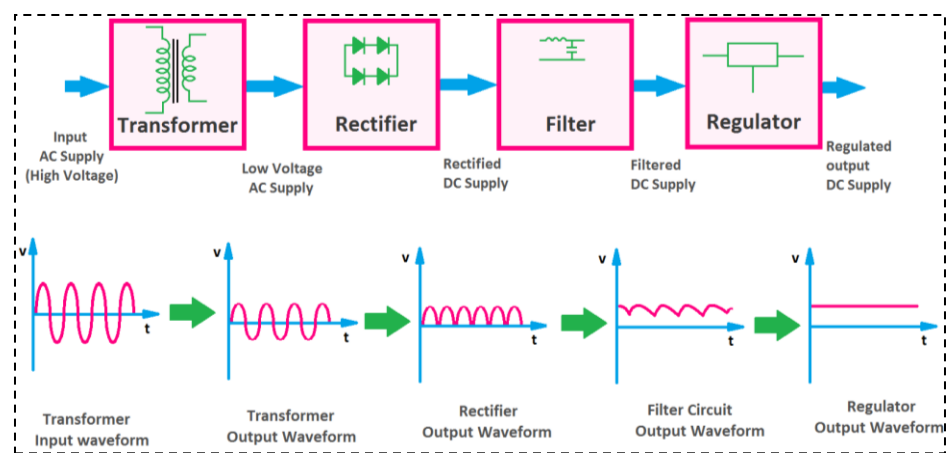 Transformer
Rectifier
Filter
Regulator
Input
AC Supply
(High Voltage)
Low Voltage
AC Supply
Rectified
DC Supply
Filtered
DC Supply
Regulated
output
DC Supply
v
t
v
t
v
t
v
t
v
t
Transformer
Input waveform
Transformer
Output Waveform
Rectifier
Output Waveform
Filter Circuit
Output Waveform
Regulator
Output Waveform